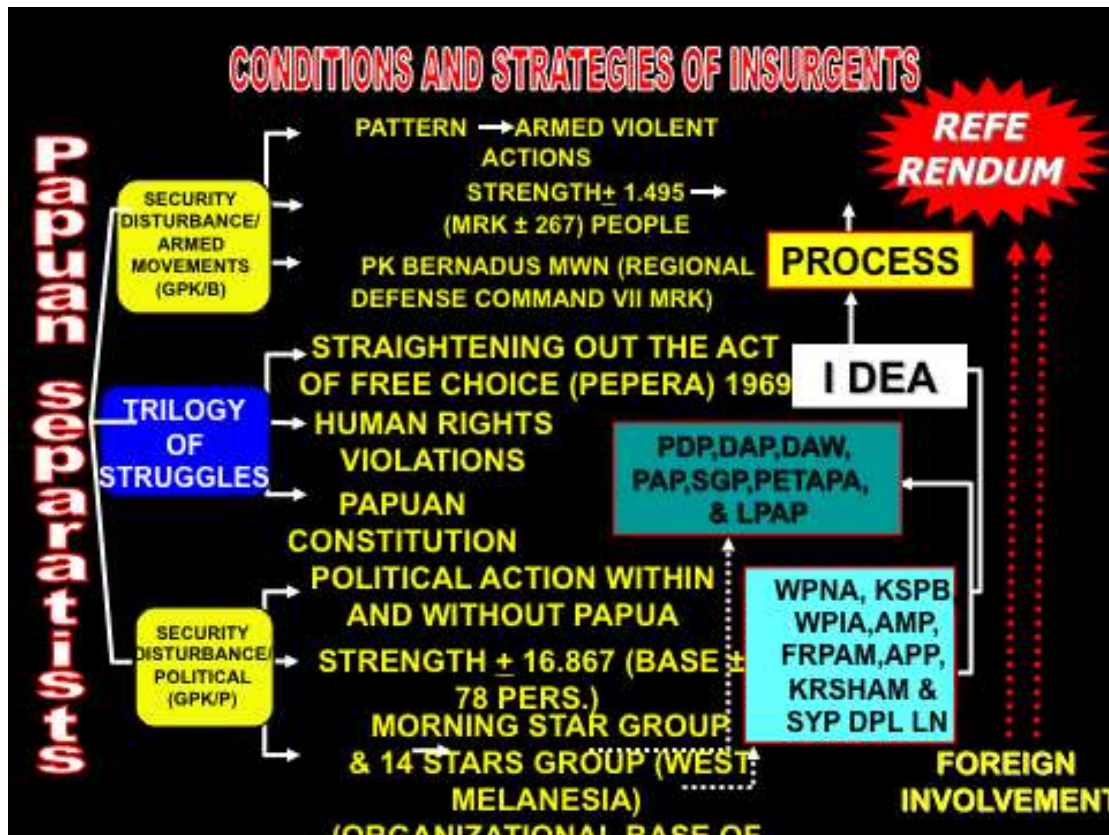 CONDITIONS AND STRATEGIES OF INSURGENTS
Papuan Separatists
SECURITY
DISTURBANCE/
ARMED
MOVEMENTS
(GPK/B)
PATTERN
ARMED VIOLENT
ACTIONS
STRENGTH± 1.495
(MRK ± 267) PEOPLE
PK BERNADUS MWN (REGIONAL
DEFENSE COMMAND VII MRK)
TRILOGY
OF
STRUGGLES
STRAIGHTENING OUT THE ACT
OF FREE CHOICE (PEPERA) 1969
HUMAN RIGHTS
VIOLATIONS
PAPUAN
CONSTITUTION
SECURITY
DISTURBANCE/
POLITICAL
(GPK/P)
POLITICAL ACTION WITHIN
AND WITHOUT PAPUA
STRENGTH ± 16.867 (BASE ±
78 PERS.)
MORNING STAR GROUP
& 14 STARS GROUP (WEST
MELANESIA)
(ORGANIZATIONAL BASE OF
REFE
RENDUM
PROCESS
I DEA
PDP,DAP,DAW,
PAP,SGP,PETAPA,
& LPAP
WPNA, KSPB
WPIA,AMP,
FRPAM,APP,
KRSHAM &
SYP DPL LN
FOREIGN
INVOLVEMENT